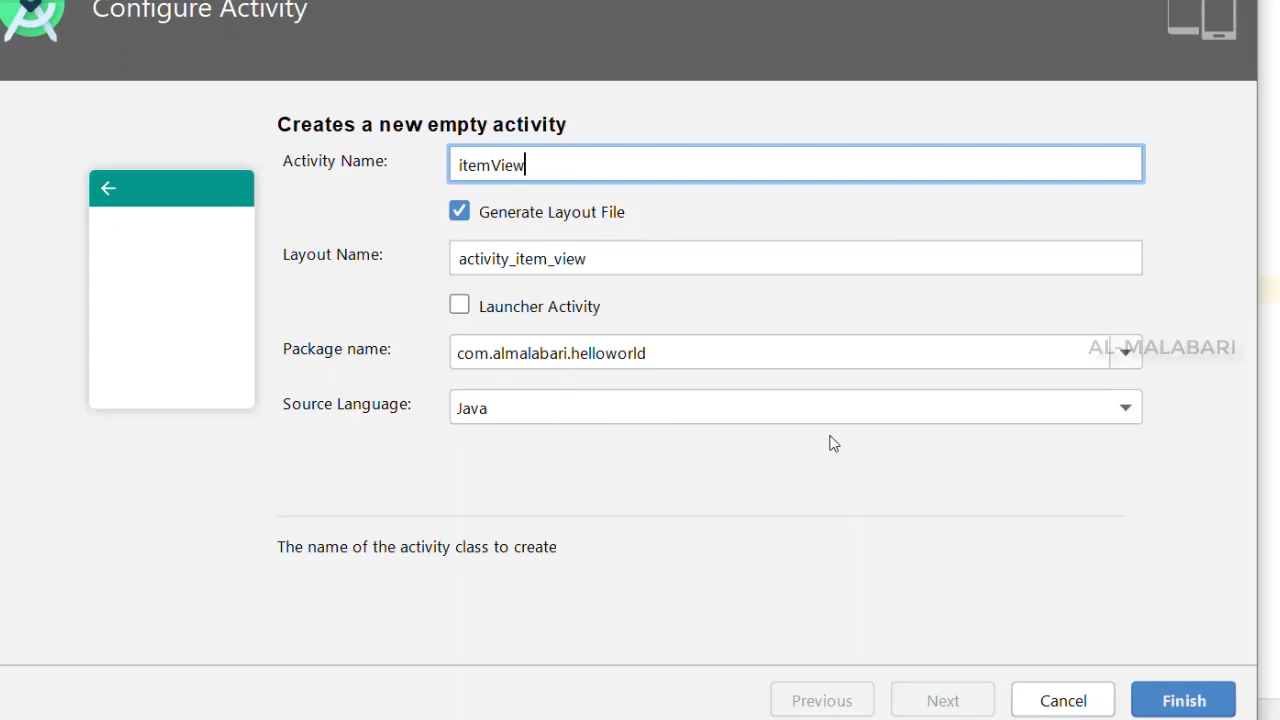 Configure Activity
Creates a new empty activity
Activity Name:
itemView
Generate Layout File
Layout Name:
activity_item_view
Launcher Activity
Package name:
com.almalabari.helloworld
AL-MALABARI
Source Language:
Java
The name of the activity class to create
Previous
Next
Cancel
Finish